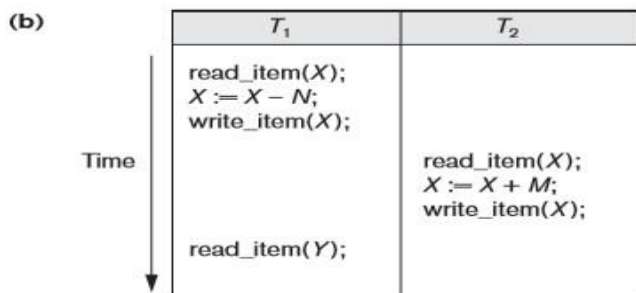 (b)
T1 T2
read_item(X);
X := X − N;
write_item(X);
Time
read_item(X);
X := X + M;
write_item(X);
read_item(Y);